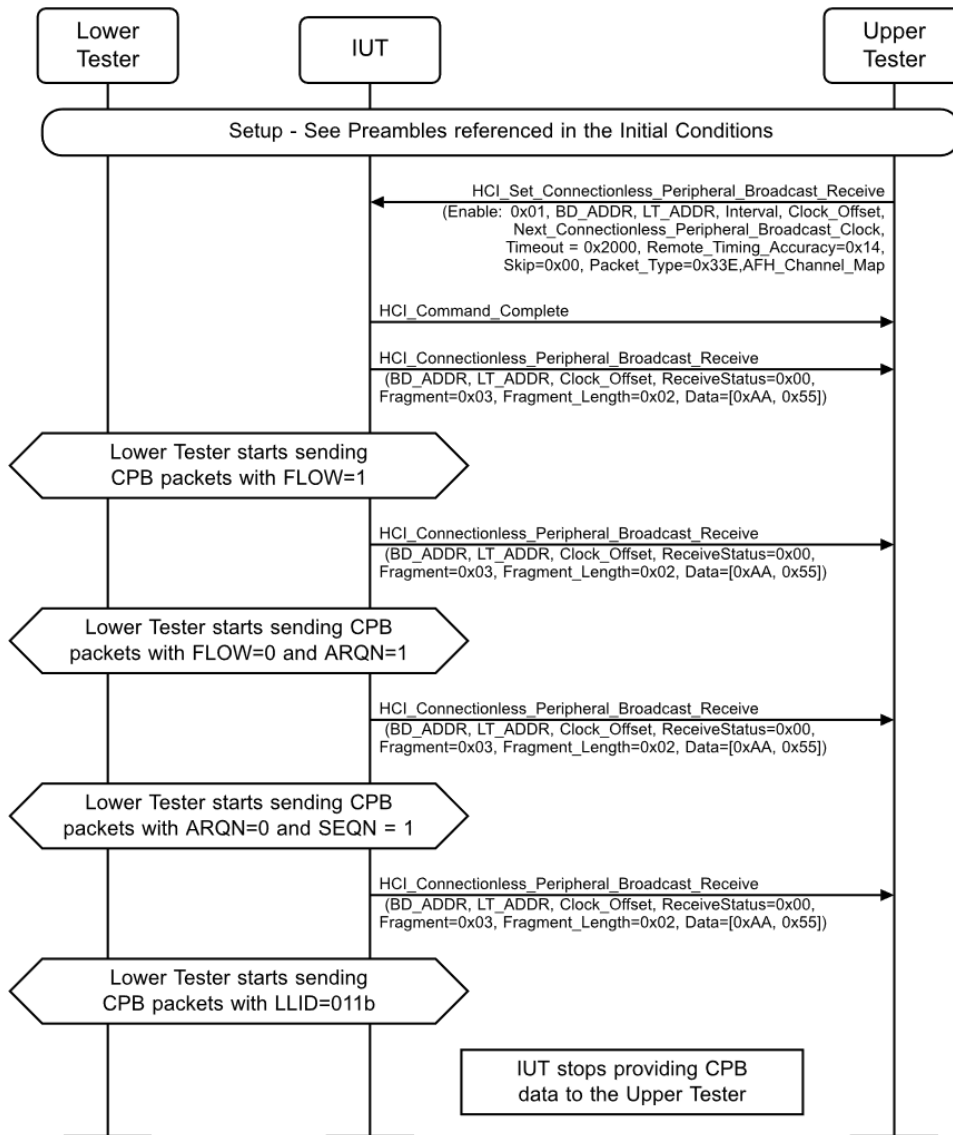 Lower
Tester
IUT
Upper
Tester
Setup - See Preambles referenced in the Initial Conditions
HCI_Set_Connectionless_Peripheral_Broadcast_Receive
(Enable: 0x01, BD_ADDR, LT_ADDR, Interval, Clock_Offset,
Next_Connectionless_Peripheral_Broadcast_Clock,
Timeout = 0x2000, Remote_Timing_Accuracy=0x14,
Skip=0x00, Packet_Type=0x33E,AFH_Channel_Map
HCI_Command_Complete
HCI_Connectionless_Peripheral_Broadcast_Receive
(BD_ADDR, LT_ADDR, Clock_Offset, ReceiveStatus=0x00,
Fragment=0x03, Fragment_Length=0x02, Data=[0xAA, 0x55])
Lower Tester starts sending
CPB packets with FLOW=1
HCI_Connectionless_Peripheral_Broadcast_Receive
(BD_ADDR, LT_ADDR, Clock_Offset, ReceiveStatus=0x00,
Fragment=0x03, Fragment_Length=0x02, Data=[0xAA, 0x55])
Lower Tester starts sending CPB
packets with FLOW=0 and ARQN=1
HCI_Connectionless_Peripheral_Broadcast_Receive
(BD_ADDR, LT_ADDR, Clock_Offset, ReceiveStatus=0x00,
Fragment=0x03, Fragment_Length=0x02, Data=[0xAA, 0x55])
Lower Tester starts sending CPB
packets with ARQN=0 and SEQN = 1
HCI_Connectionless_Peripheral_Broadcast_Receive
(BD_ADDR, LT_ADDR, Clock_Offset, ReceiveStatus=0x00,
Fragment=0x03, Fragment_Length=0x02, Data=[0xAA, 0x55])
Lower Tester starts sending
CPB packets with LLID=011b
IUT stops providing CPB
data to the Upper Tester